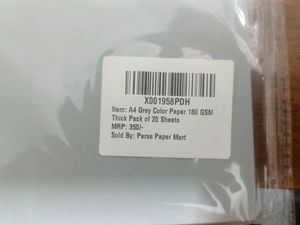 X001958PDH
Item: A4 Grey Color Paper 180 GSM
Thick Pack of 20 Sheets
MRP: 350/-
Sold By: Paras Paper Mart